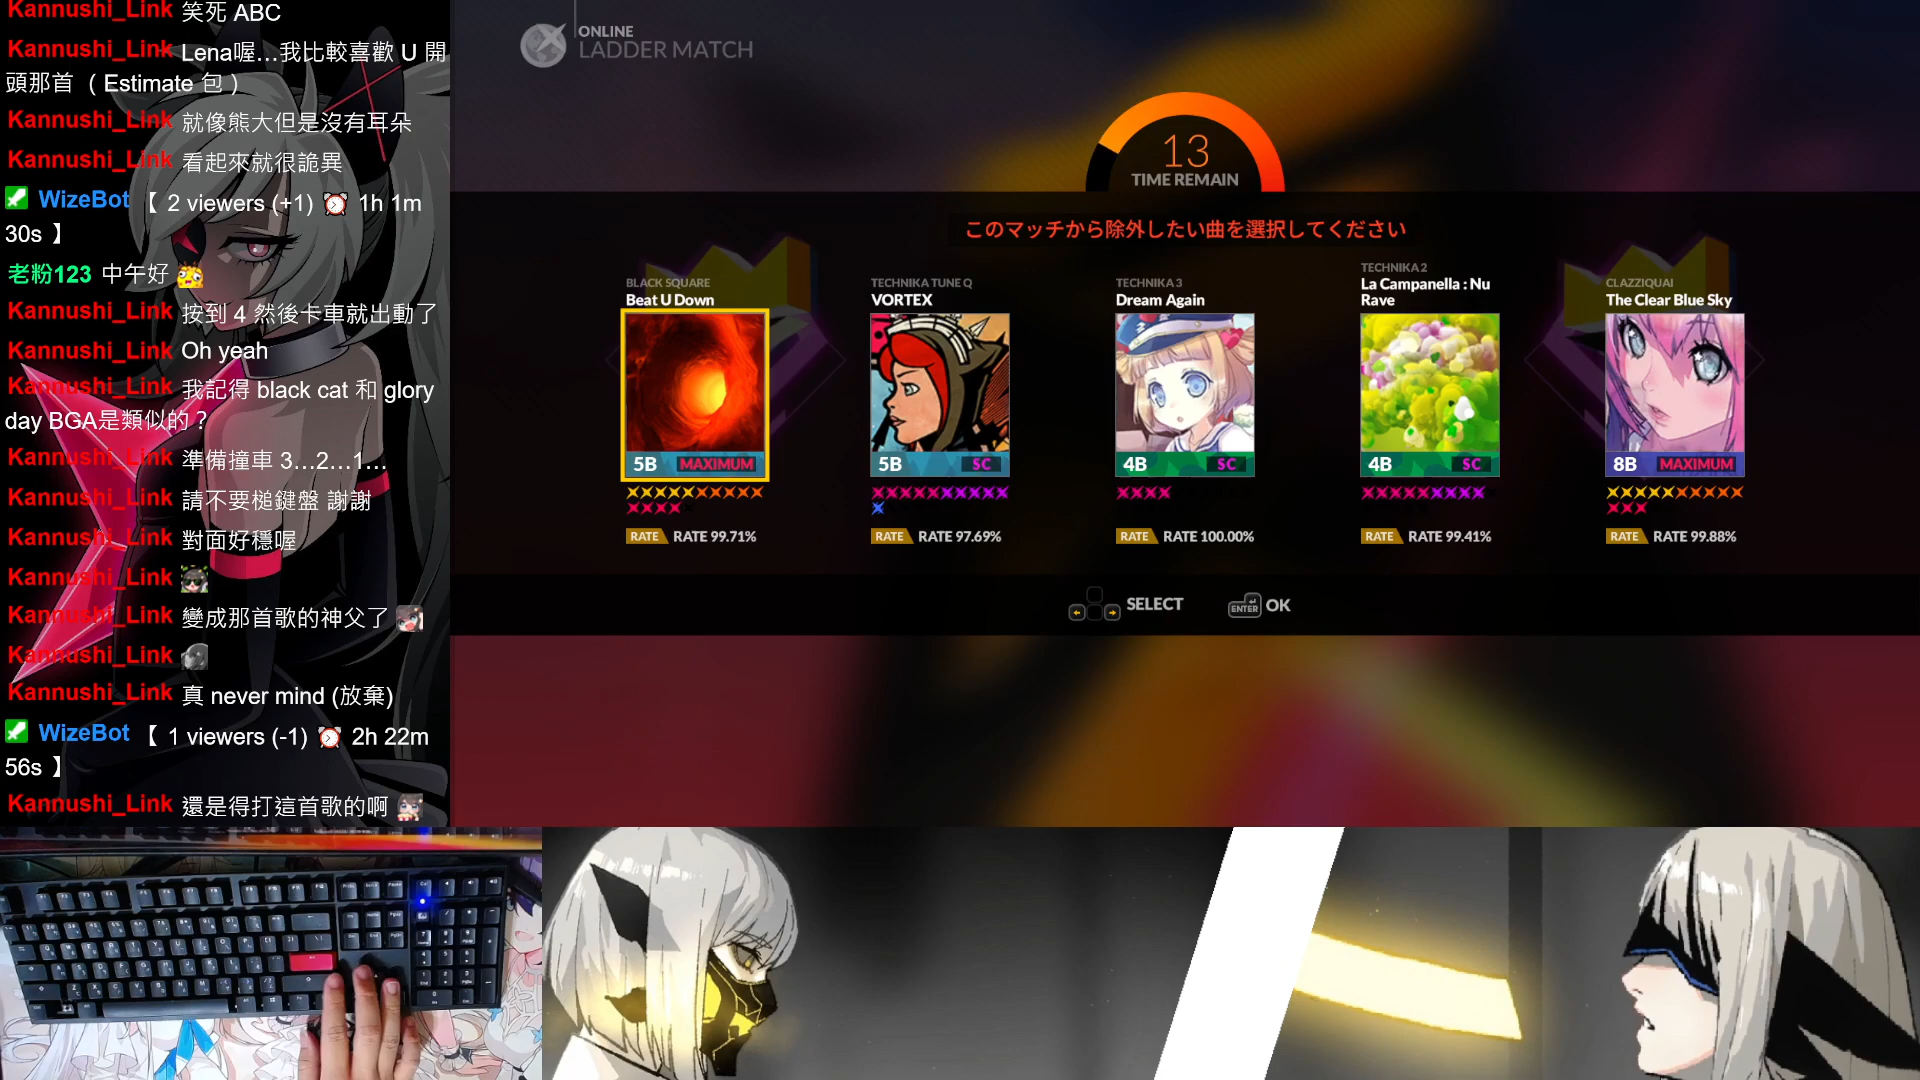 Kannushi_Link 笑死 ABC
Kannushi_Link Lena喔…我比較喜歡 U 開
頭那首 （ Estimate 包 ）
Kannushi_Link 就像熊大但是沒有耳朵
Kannushi_Link 看起來就很詭異
WizeBot 【 2 viewers (+1) 1h 1m
30s 】
老粉123 中午好
Kannushi_Link 按到 4 然後卡車就出動了
Kannushi_Link Oh yeah
Kannushi_Link 我記得 black cat 和 glory
day BGA是類似的？
Kannushi_Link 準備撞車 3…2…1…
Kannushi_Link 請不要槌鍵盤 謝謝
Kannushi_Link 對面好穩喔
Kannushi_Link
Kannushi_Link 變成那首歌的神父了
Kannushi_Link
Kannushi_Link 真 never mind (放棄)
WizeBot 【 1 viewers (-1) 2h 22m
56s 】
Kannushi_Link 還是得打這首歌的啊
ONLINE
LADDER MATCH
13
TIME REMAIN
このマッチから除外したい曲を選択してください
BLACK SQUARE
Beat U Down
5B MAXIMUM
RATE RATE 99.71%
TECHNIKA TUNE Q
VORTEX
5B SC
RATE RATE 97.69%
TECHNIKA 3
Dream Again
4B SC
RATE RATE 100.00%
TECHNIKA 2
La Campanella : Nu
Rave
4B SC
RATE RATE 99.41%
CLAZZIQUAI
The Clear Blue Sky
8B MAXIMUM
RATE RATE 99.88%
SELECT
ENTER OK